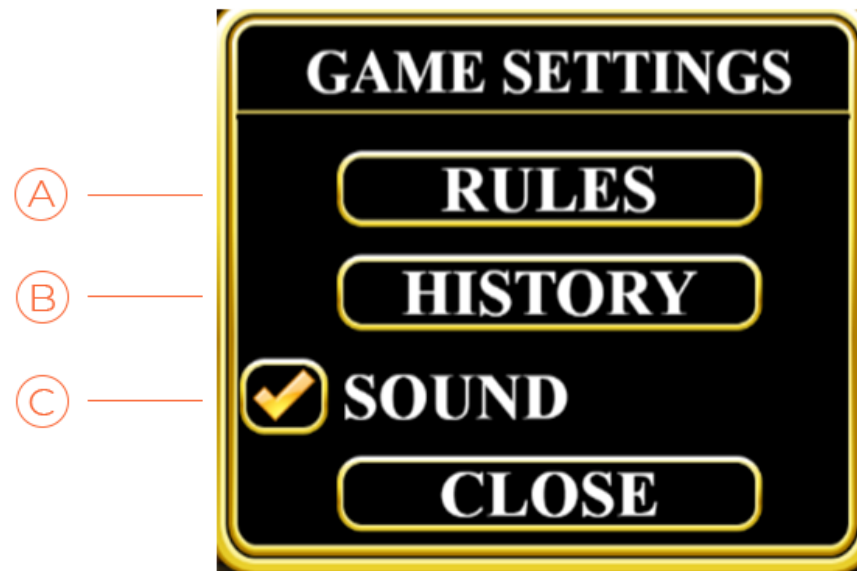 GAME SETTINGS
A RULES
B HISTORY
C SOUND
CLOSE